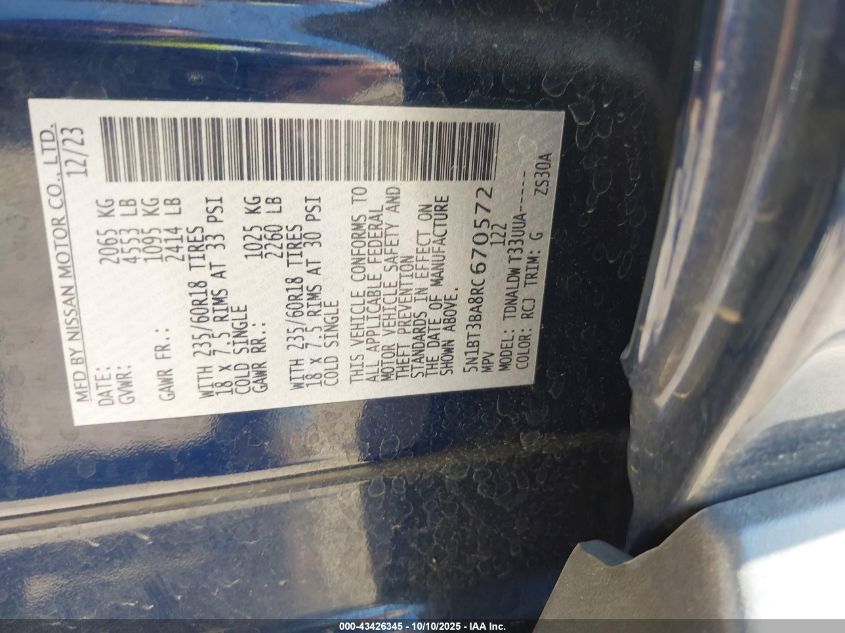 MFD BY NISSAN MOTOR CO., LTD.
DATE: 12/23
GVWR: 2065 KG
4553 LB
GAWR FR.: 1095 KG
2414 LB
WITH 235/60R18 TIRES
18 X 7.5 RIMS AT 33 PSI
COLD SINGLE
GAWR RR.: 1025 KG
2260 LB
WITH 235/60R18 TIRES
18 X 7.5 RIMS AT 30 PSI
COLD SINGLE
THIS VEHICLE CONFORMS TO
ALL APPLICABLE FEDERAL
MOTOR VEHICLE SAFETY AND
THEFT PREVENTION
STANDARDS IN EFFECT ON
THE DATE OF MANUFACTURE
SHOWN ABOVE.
5N1BT3BA8RC670572
MPV 122
MODEL: TDNALDWT33UUA------
COLOR: RCJ TRIM: G ZS30A
000-43426345 - 10/10/2025 - IAA Inc.